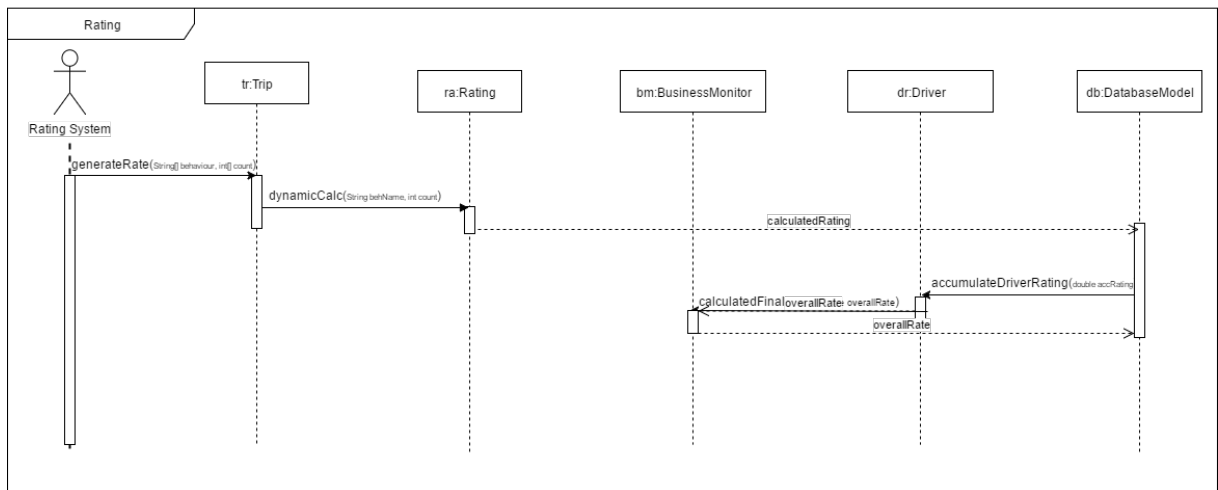 Rating
tr:Trip
ra:Rating
bm:BusinessMonitor
dr:Driver
db:DatabaseModel
Rating System
generateRate(String[] behaviour, int[] count)
dynamicCalc(String behName, int count)
calculatedRating
accumulateDriverRating(double accRating
calculatedFinal overallRate overallRate)
overallRate